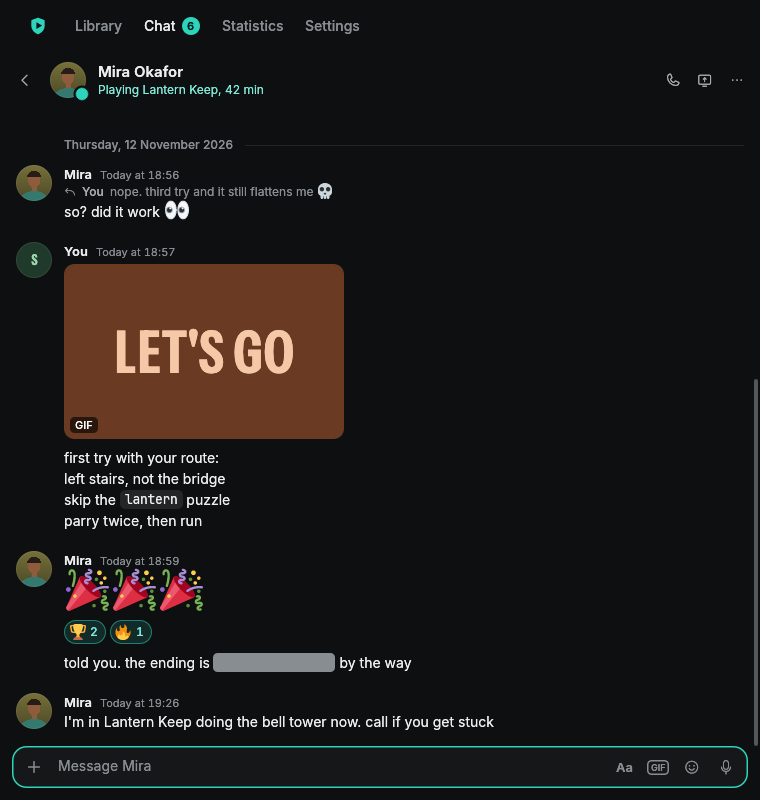 Library Chat 6 Statistics Settings
Mira Okafor
Playing Lantern Keep, 42 min
Thursday, 12 November 2026
Mira Today at 18:56
You nope. third try and it still flattens me 💀
so? did it work 👀
S
You Today at 18:57
LET'S GO
GIF
first try with your route:
left stairs, not the bridge
skip the lantern puzzle
parry twice, then run
Mira Today at 18:59
🎉🎉🎉
🏆 2 🔥 1
told you. the ending is by the way
Mira Today at 19:26
I'm in Lantern Keep doing the bell tower now. call if you get stuck
Message Mira Aa GIF